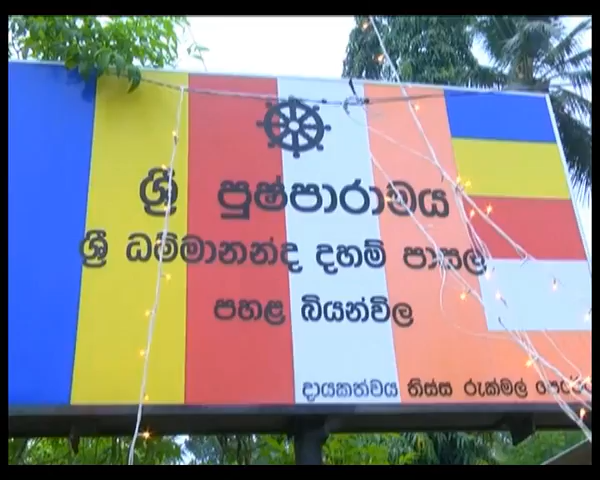 ශ්‍රී පුෂ්පාරාමය
ශ්‍රී ධම්මානන්ද දහම් පාසල
පහළ බියන්විල
දායකත්වය තිස්ස රුක්මල්